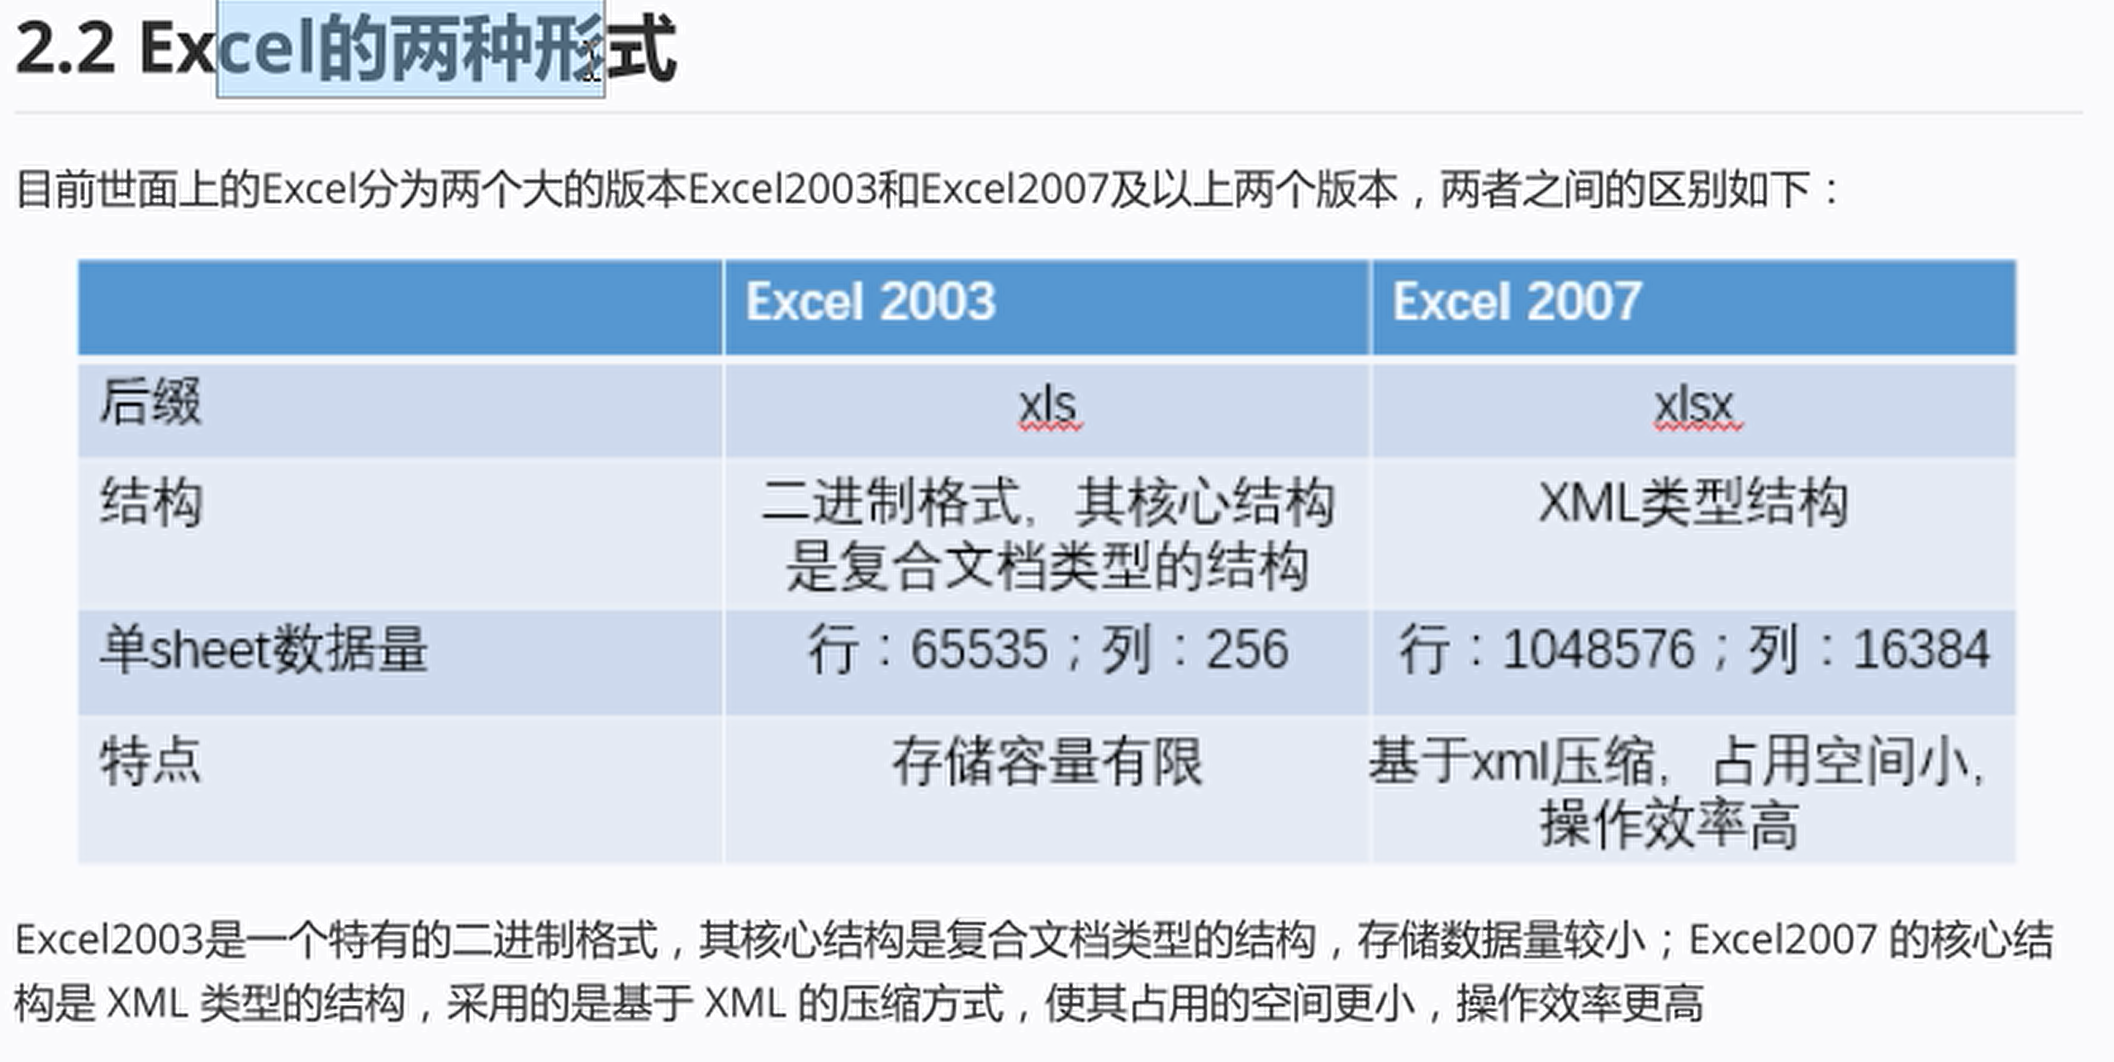 2.2 Excel的两种形式
目前世面上的Excel分为两个大的版本Excel2003和Excel2007及以上两个版本，两者之间的区别如下：
Excel 2003 Excel 2007
后缀 xls xlsx
结构 二进制格式，其核心结构 XML类型结构
是复合文档类型的结构
单sheet数据量 行：65535；列：256 行：1048576；列：16384
特点 存储容量有限 基于xml压缩，占用空间小，
操作效率高
Excel2003是一个特有的二进制格式，其核心结构是复合文档类型的结构，存储数据量较小；Excel2007 的核心结
构是 XML 类型的结构，采用的是基于 XML 的压缩方式，使其占用的空间更小，操作效率更高